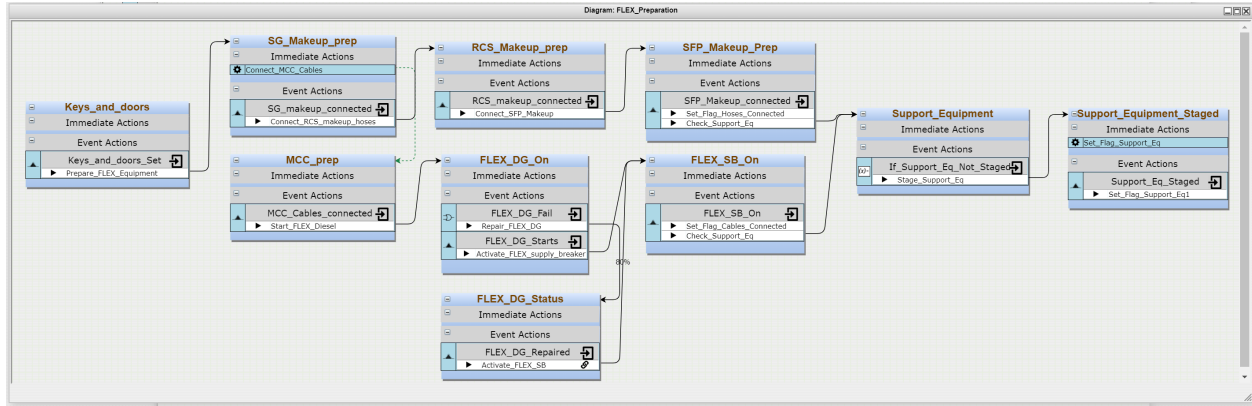 Diagram: FLEX_Preparation
Keys_and_doors
Immediate Actions
Event Actions
Keys_and_doors_Set
Prepare_FLEX_Equipment
SG_Makeup_prep
Immediate Actions
Connect_MCC_Cables
Event Actions
SG_makeup_connected
Connect_RCS_makeup_hoses
RCS_Makeup_prep
Immediate Actions
Event Actions
RCS_makeup_connected
Connect_SFP_Makeup
SFP_Makeup_Prep
Immediate Actions
Event Actions
SFP_Makeup_connected
Set_Flag_Hoses_Connected
Check_Support_Eq
MCC_prep
Immediate Actions
Event Actions
MCC_Cables_connected
Start_FLEX_Diesel
FLEX_DG_On
Immediate Actions
Event Actions
FLEX_DG_Fail
Repair_FLEX_DG
FLEX_DG_Starts
Activate_FLEX_supply_breaker
80%
FLEX_SB_On
Immediate Actions
Event Actions
FLEX_SB_On
Set_Flag_Cables_Connected
Check_Support_Eq
FLEX_DG_Status
Immediate Actions
Event Actions
FLEX_DG_Repaired
Activate_FLEX_SB
Support_Equipment
Immediate Actions
Event Actions
If_Support_Eq_Not_Staged
Stage_Support_Eq
Support_Equipment_Staged
Immediate Actions
Set_Flag_Support_Eq
Event Actions
Support_Eq_Staged
Set_Flag_Support_Eq1